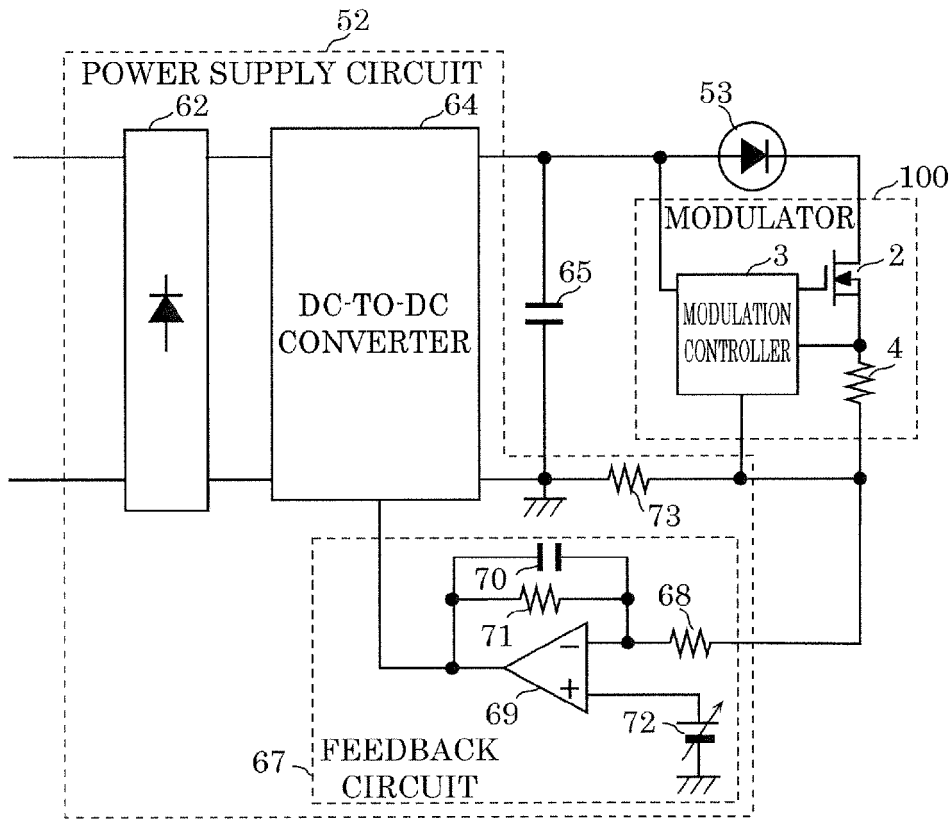 52
POWER SUPPLY CIRCUIT
62
64
53
100
MODULATOR
3
2
DC-TO-DC
CONVERTER
65
MODULATION
CONTROLLER
4
73
70
71
68
−
+
69
72
67
FEEDBACK
CIRCUIT